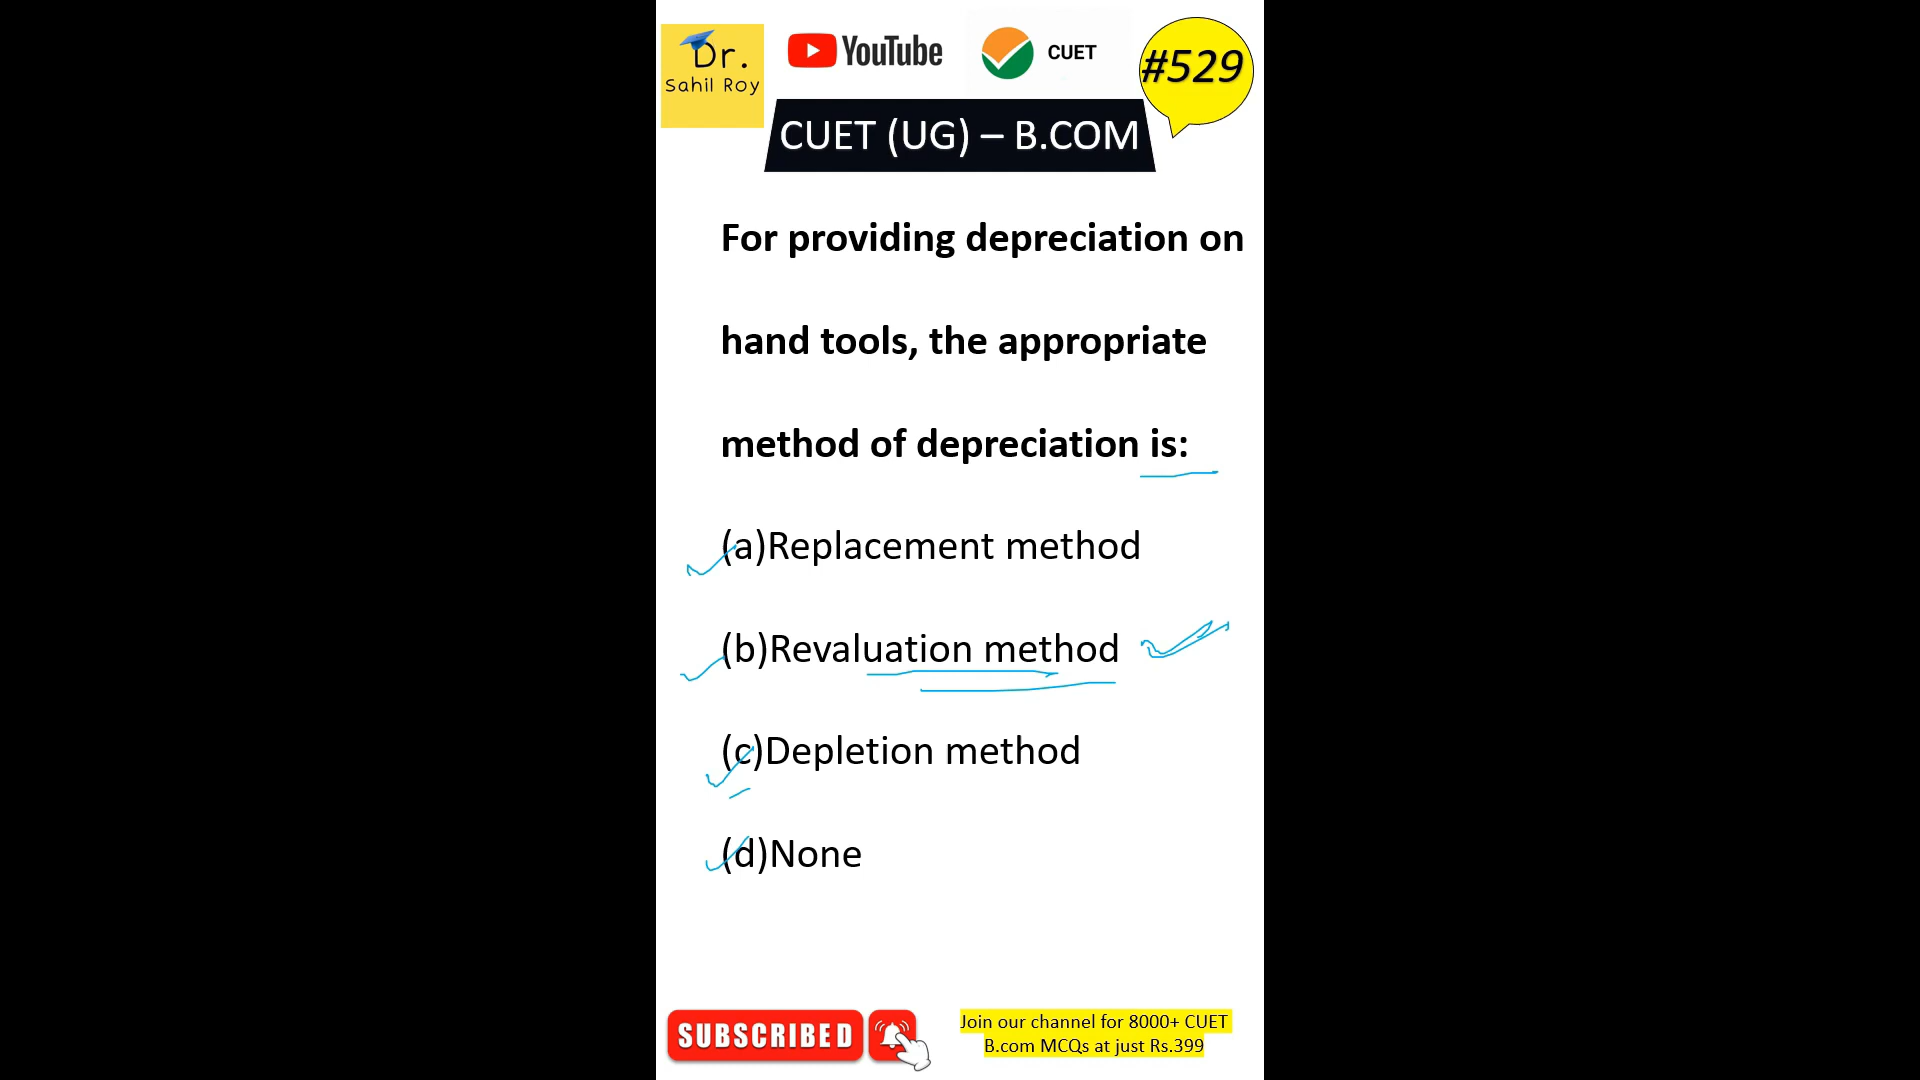 Dr.
Sahil Roy
YouTube
CUET
#529
CUET (UG) – B.COM
For providing depreciation on
hand tools, the appropriate
method of depreciation is:
(a)Replacement method
(b)Revaluation method
(c)Depletion method
(d)None
SUBSCRIBED
Join our channel for 8000+ CUET
B.com MCQs at just Rs.399